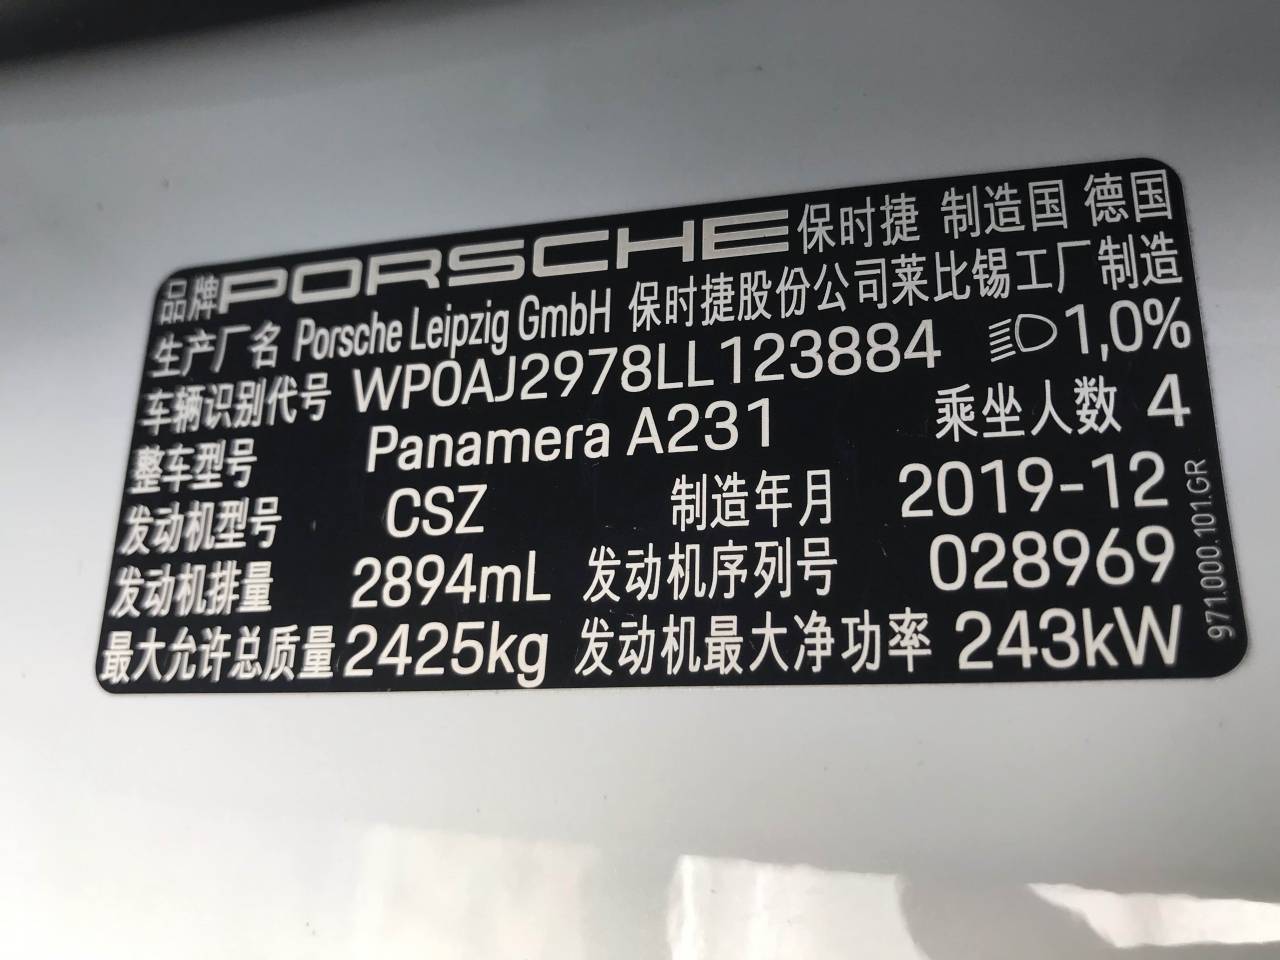 品牌PORSCHE保时捷 制造国 德国
生产厂名 Porsche Leipzig GmbH 保时捷股份公司莱比锡工厂制造
车辆识别代号 WP0AJ2978LL123884 1,0%
整车型号 Panamera A231 乘坐人数 4
发动机型号 CSZ 制造年月 2019-12
发动机排量 2894mL 发动机序列号 028969
最大允许总质量 2425kg 发动机最大净功率 243kW
971.000.101.GR